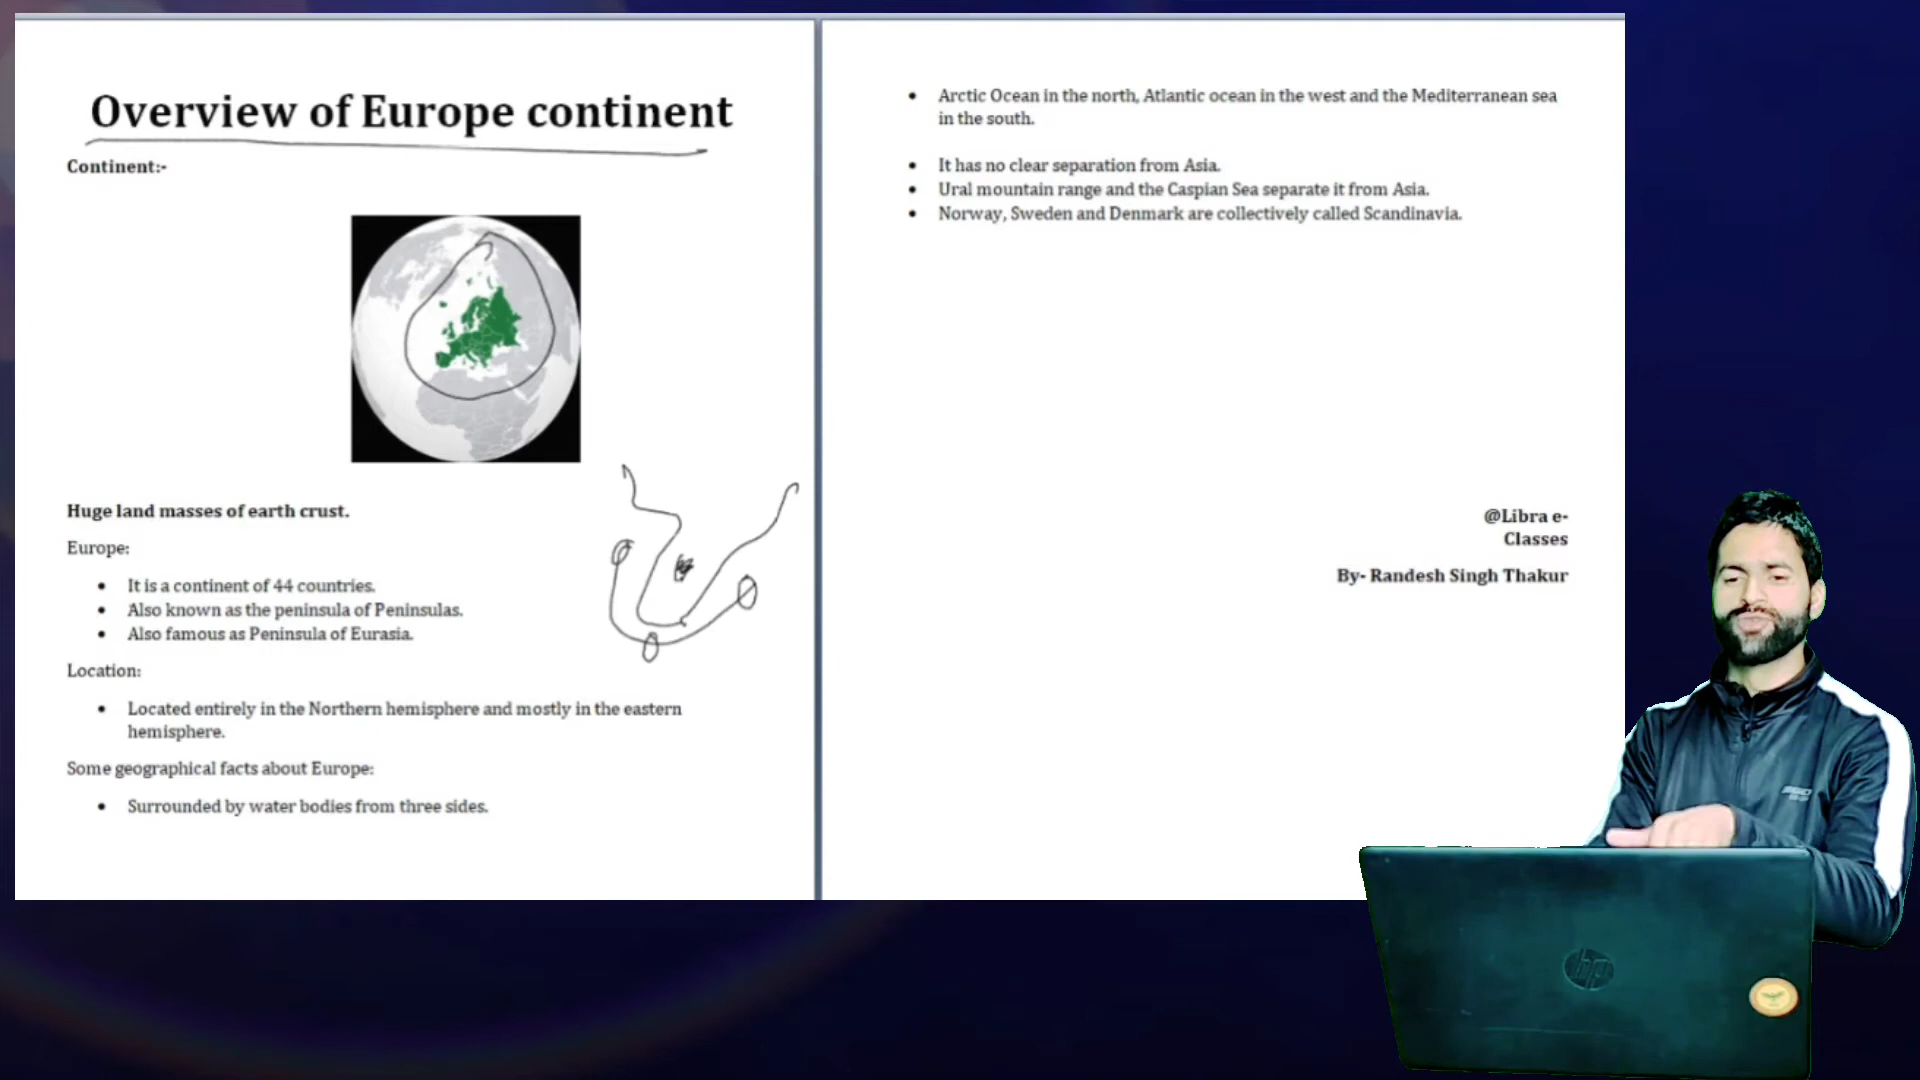 Overview of Europe continent
Continent:-
Huge land masses of earth crust.
Europe:
• It is a continent of 44 countries.
• Also known as the peninsula of Peninsulas.
• Also famous as Peninsula of Eurasia.
Location:
• Located entirely in the Northern hemisphere and mostly in the eastern
hemisphere.
Some geographical facts about Europe:
• Surrounded by water bodies from three sides.
• Arctic Ocean in the north, Atlantic ocean in the west and the Mediterranean sea
in the south.
• It has no clear separation from Asia.
• Ural mountain range and the Caspian Sea separate it from Asia.
• Norway, Sweden and Denmark are collectively called Scandinavia.
@Libra e-
Classes
By- Randesh Singh Thakur
hp